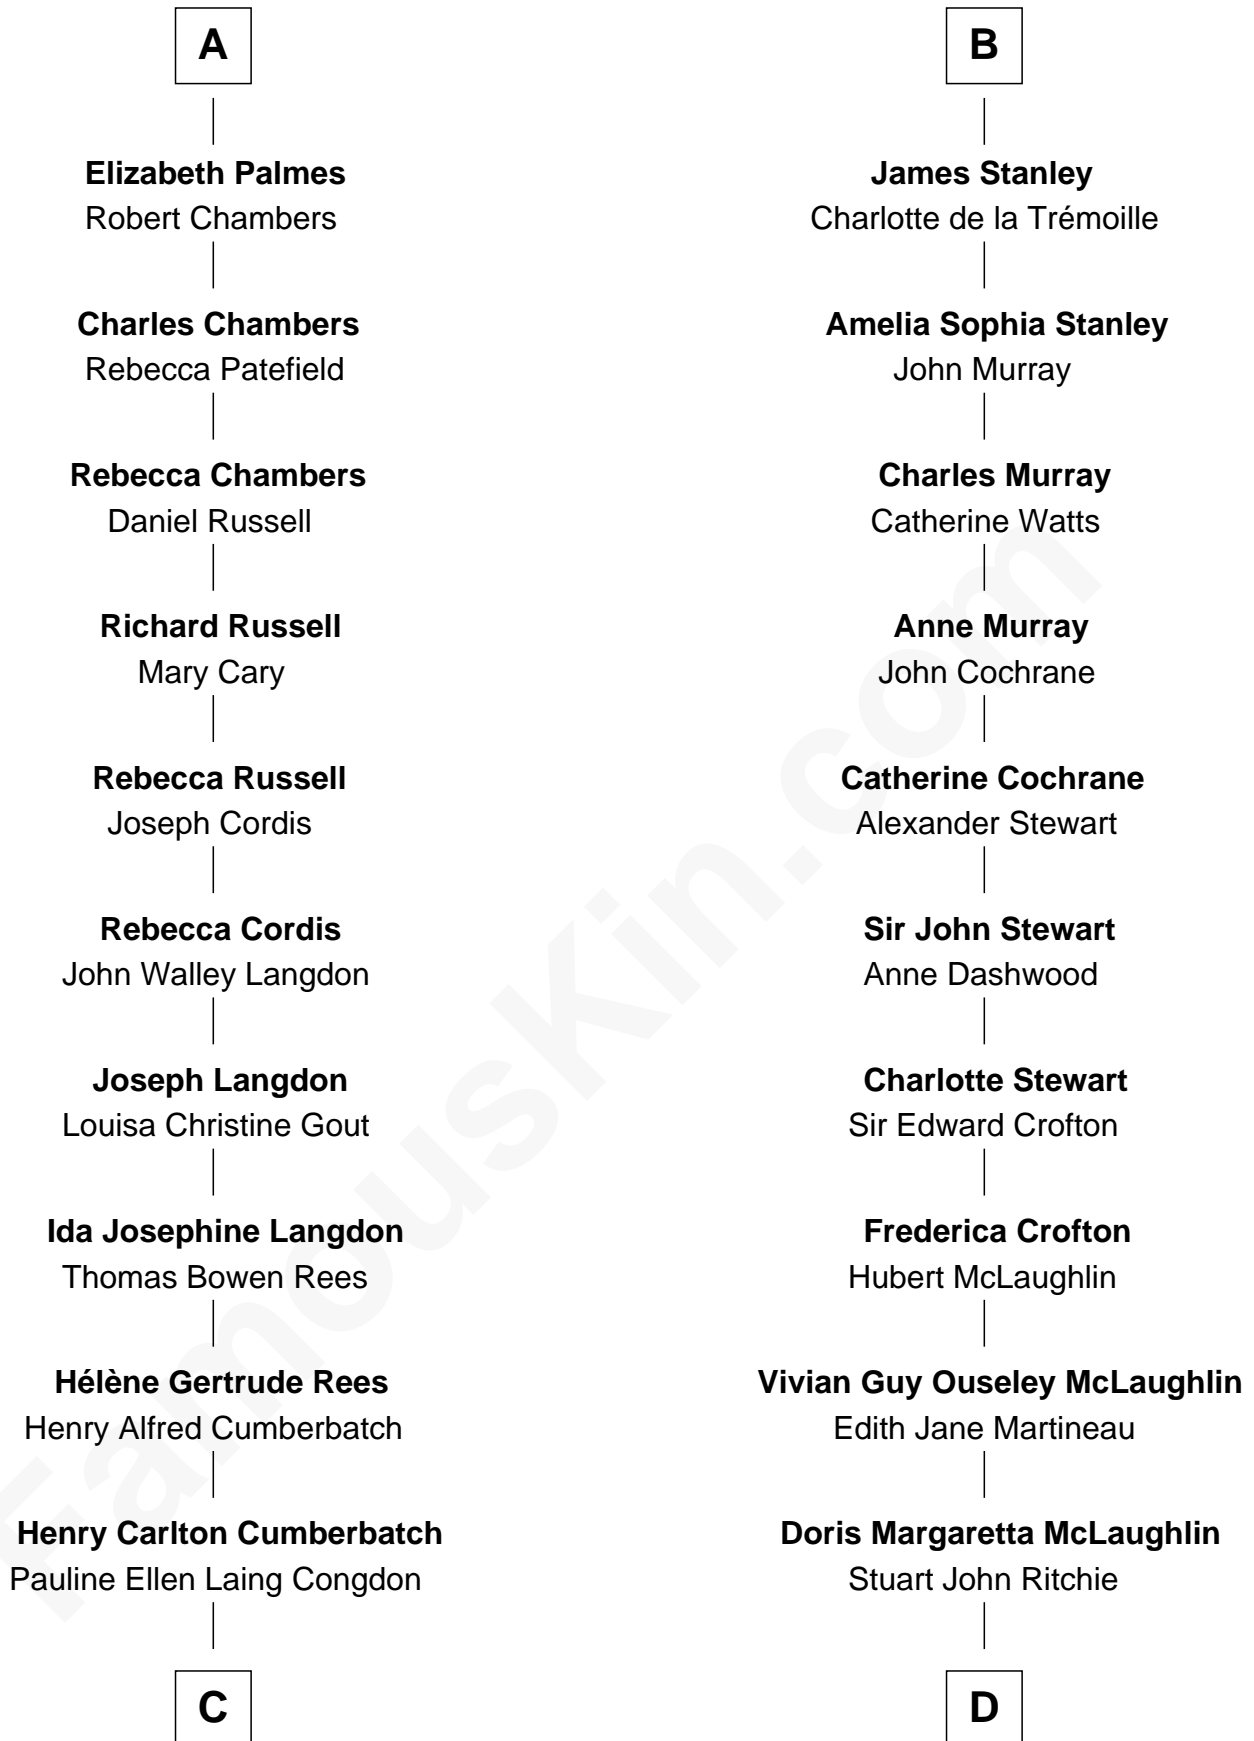 A
Elizabeth Palmes
Robert Chambers
Charles Chambers
Rebecca Patefield
Rebecca Chambers
Daniel Russell
Richard Russell
Mary Cary
Rebecca Russell
Joseph Cordis
Rebecca Cordis
John Walley Langdon
Joseph Langdon
Louisa Christine Gout
Ida Josephine Langdon
Thomas Bowen Rees
Hélène Gertrude Rees
Henry Alfred Cumberbatch
Henry Carlton Cumberbatch
Pauline Ellen Laing Congdon
C
B
James Stanley
Charlotte de la Trémoille
Amelia Sophia Stanley
John Murray
Charles Murray
Catherine Watts
Anne Murray
John Cochrane
Catherine Cochrane
Alexander Stewart
Sir John Stewart
Anne Dashwood
Charlotte Stewart
Sir Edward Crofton
Frederica Crofton
Hubert McLaughlin
Vivian Guy Ouseley McLaughlin
Edith Jane Martineau
Doris Margaretta McLaughlin
Stuart John Ritchie
D
FamousKin.com